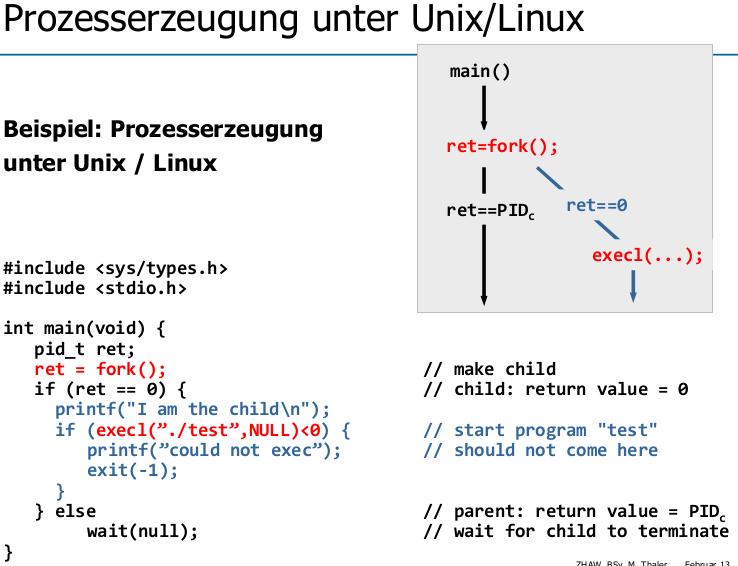 Prozesserzeugung unter Unix/Linux
main()
Beispiel: Prozesserzeugung
unter Unix / Linux
ret=fork();
ret==PIDc
ret==0
execl(...);
#include <sys/types.h>
#include <stdio.h>
int main(void) {
pid_t ret;
ret = fork(); // make child
if (ret == 0) { // child: return value = 0
printf("I am the child\n");
if (execl(”./test”,NULL)<0) { // start program "test"
printf(”could not exec”); // should not come here
exit(-1);
}
} else // parent: return value = PIDc
wait(null); // wait for child to terminate
}
ZHAW, BSy, M. Thaler, Februar 13